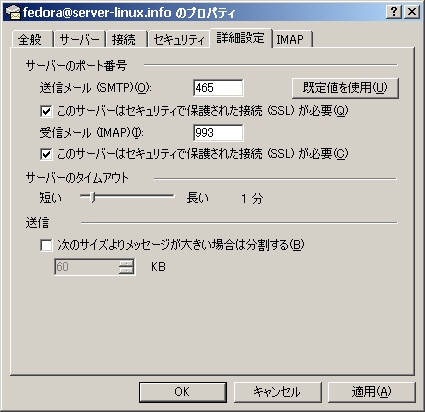 fedora@server-linux.info のプロパティ
全般 サーバー 接続 セキュリティ 詳細設定 IMAP
サーバーのポート番号
送信メール (SMTP)(O): 465 既定値を使用(U)
このサーバーはセキュリティで保護された接続 (SSL) が必要(Q)
受信メール (IMAP)(I): 993
このサーバーはセキュリティで保護された接続 (SSL) が必要(C)
サーバーのタイムアウト
短い 長い 1 分
送信
次のサイズよりメッセージが大きい場合は分割する(B)
60 KB
OK キャンセル 適用(A)